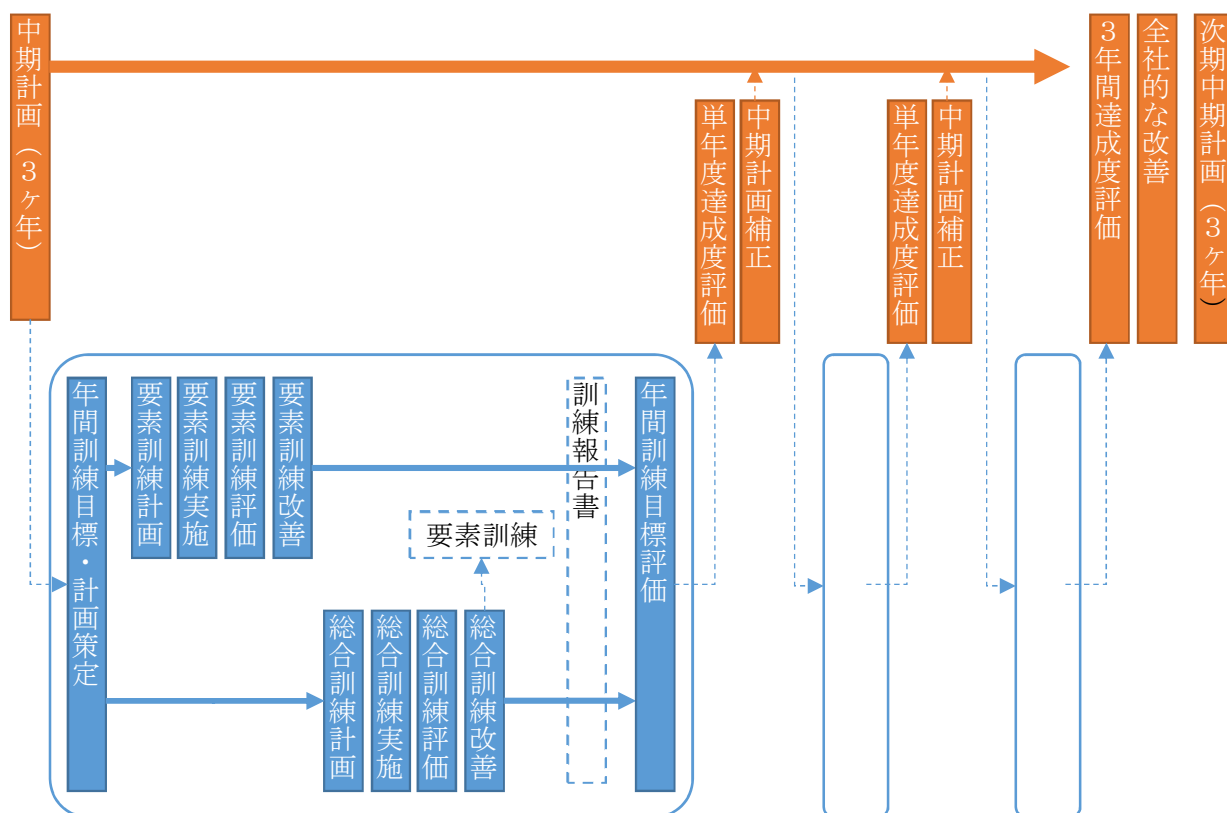 中期計画（３ヶ年）
単年度達成度評価
中期計画補正
単年度達成度評価
中期計画補正
３年間達成度評価
全社的な改善
次期中期計画（３ヶ年）
年間訓練目標・計画策定
要素訓練計画
要素訓練実施
要素訓練評価
要素訓練改善
要素訓練
総合訓練計画
総合訓練実施
総合訓練評価
総合訓練改善
訓練報告書
年間訓練目標評価